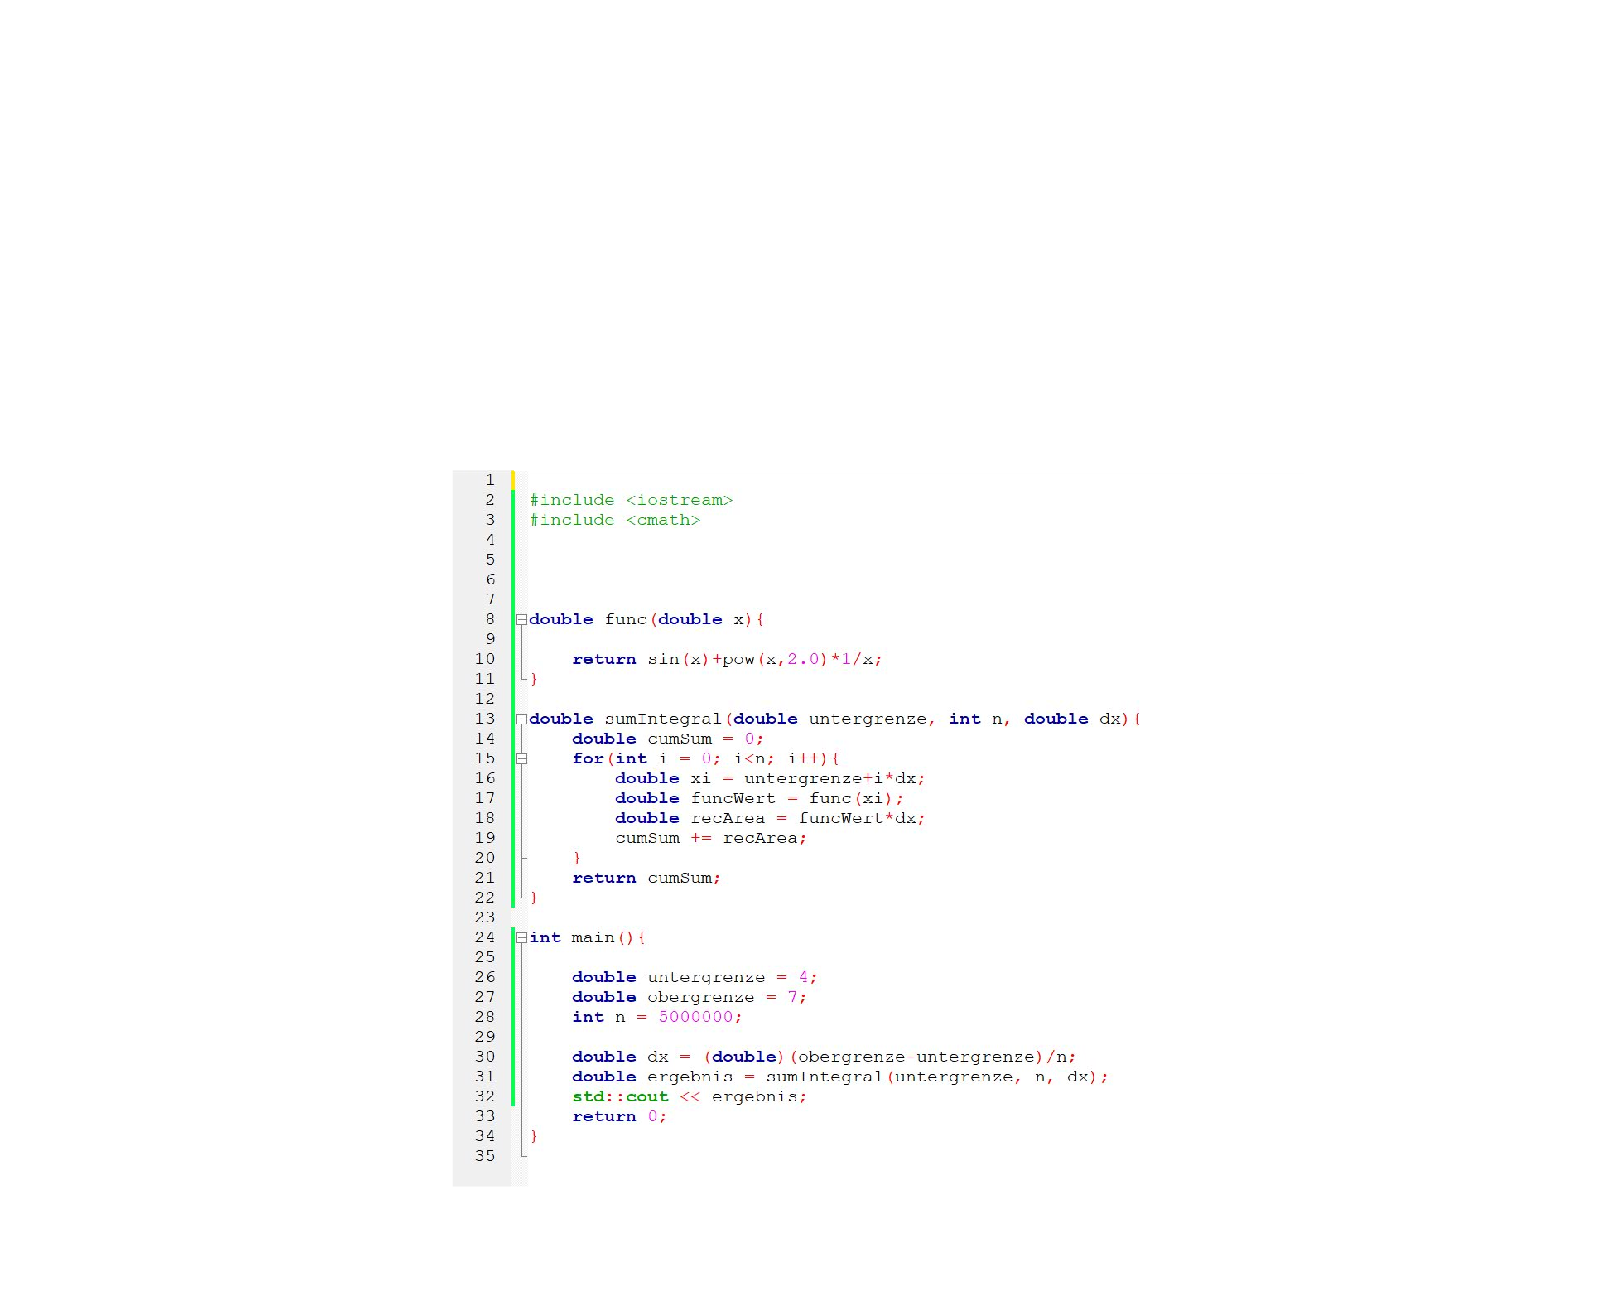 1
2 #include <iostream>
3 #include <cmath>
4
5
6
7
8 double func(double x){
9
10 return sin(x)+pow(x,2.0)*1/x;
11 }
12
13 double sumIntegral(double untergrenze, int n, double dx){
14 double cumSum = 0;
15 for(int i = 0; i<n; i++){
16 double xi = untergrenze+i*dx;
17 double funcWert = func(xi);
18 double recArea = funcWert*dx;
19 cumSum += recArea;
20 }
21 return cumSum;
22 }
23
24 int main(){
25
26 double untergrenze = 4;
27 double obergrenze = 7;
28 int n = 5000000;
29
30 double dx = (double)(obergrenze-untergrenze)/n;
31 double ergebnis = sumIntegral(untergrenze, n, dx);
32 std::cout << ergebnis;
33 return 0;
34 }
35